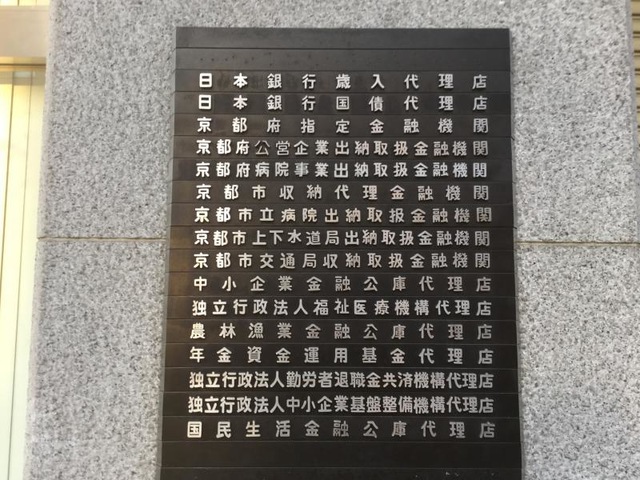 日本銀行歳入代理店
日本銀行国債代理店
京都府指定金融機関
京都府公営企業出納取扱金融機関
京都府病院事業出納取扱金融機関
京都市収納代理金融機関
京都市立病院出納取扱金融機関
京都市上下水道局出納取扱金融機関
京都市交通局収納取扱金融機関
中小企業金融公庫代理店
独立行政法人福祉医療機構代理店
農林漁業金融公庫代理店
年金資金運用基金代理店
独立行政法人勤労者退職金共済機構代理店
独立行政法人中小企業基盤整備機構代理店
国民生活金融公庫代理店